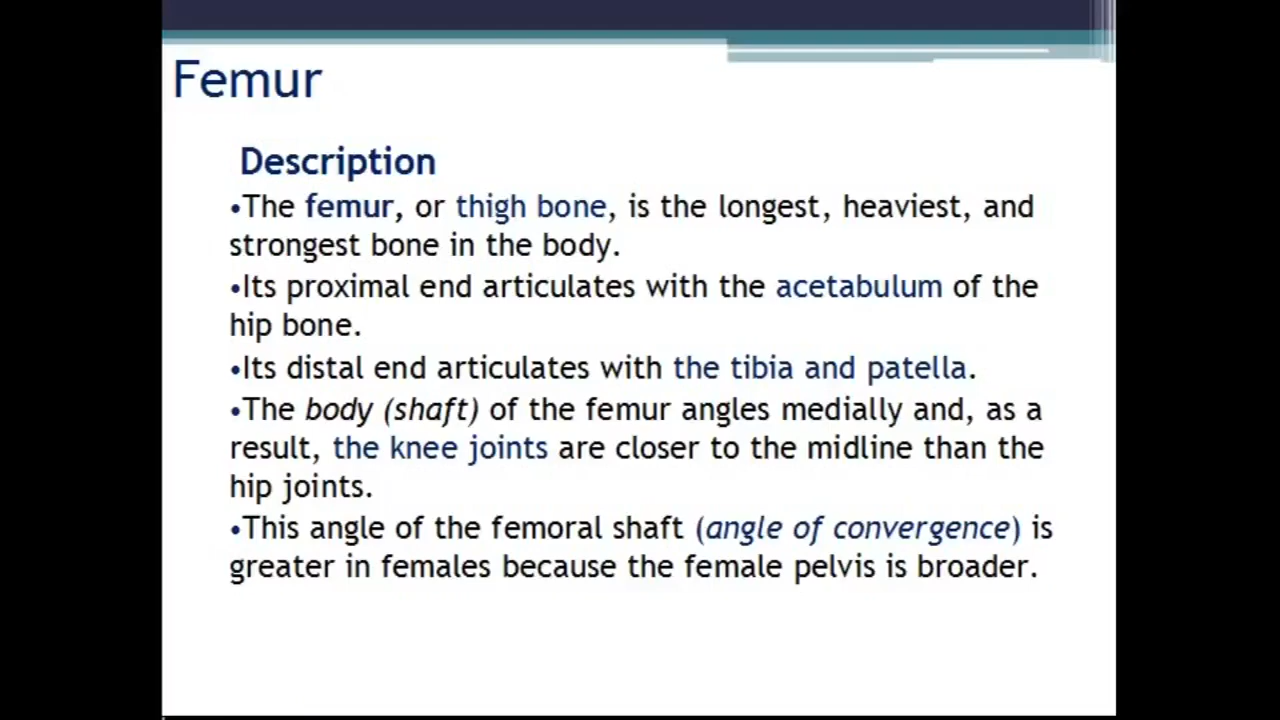 Femur
Description
•The femur, or thigh bone, is the longest, heaviest, and
strongest bone in the body.
•Its proximal end articulates with the acetabulum of the
hip bone.
•Its distal end articulates with the tibia and patella.
•The body (shaft) of the femur angles medially and, as a
result, the knee joints are closer to the midline than the
hip joints.
•This angle of the femoral shaft (angle of convergence) is
greater in females because the female pelvis is broader.